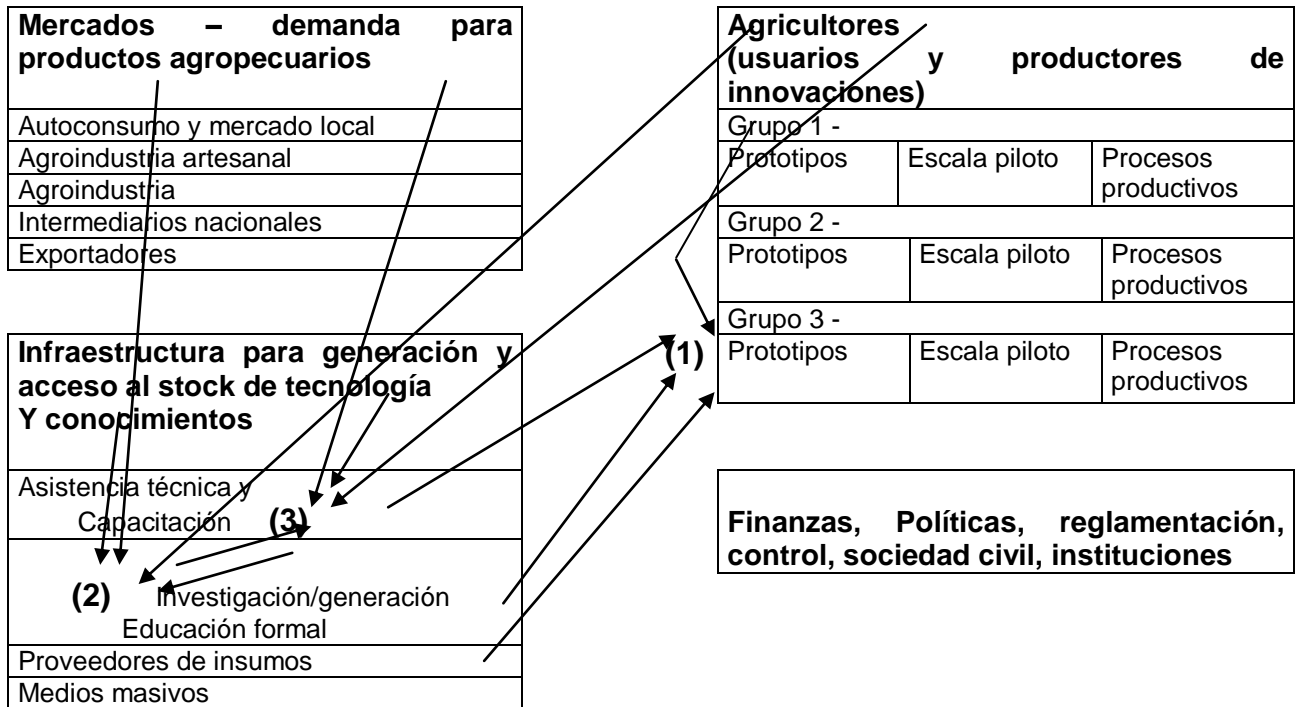 Mercados – demanda para
productos agropecuarios
Autoconsumo y mercado local
Agroindustria artesanal
Agroindustria
Intermediarios nacionales
Exportadores
Infraestructura para generación y
acceso al stock de tecnología
Y conocimientos
Asistencia técnica y
Capacitación (3)
(2) Investigación/generación
Educación formal
Proveedores de insumos
Medios masivos
Agricultores
(usuarios y productores de
innovaciones)
Grupo 1 -
Prototipos Escala piloto Procesos
productivos
Grupo 2 -
Prototipos Escala piloto Procesos
productivos
Grupo 3 -
(1) Prototipos Escala piloto Procesos
productivos
Finanzas, Políticas, reglamentación,
control, sociedad civil, instituciones